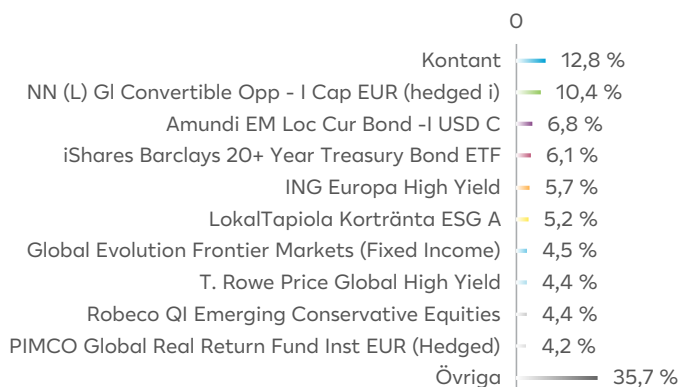 0
Kontant 12,8 %
NN (L) Gl Convertible Opp - I Cap EUR (hedged i) 10,4 %
Amundi EM Loc Cur Bond -I USD C 6,8 %
iShares Barclays 20+ Year Treasury Bond ETF 6,1 %
ING Europa High Yield 5,7 %
LokalTapiola Kortränta ESG A 5,2 %
Global Evolution Frontier Markets (Fixed Income) 4,5 %
T. Rowe Price Global High Yield 4,4 %
Robeco QI Emerging Conservative Equities 4,4 %
PIMCO Global Real Return Fund Inst EUR (Hedged) 4,2 %
Övriga 35,7 %